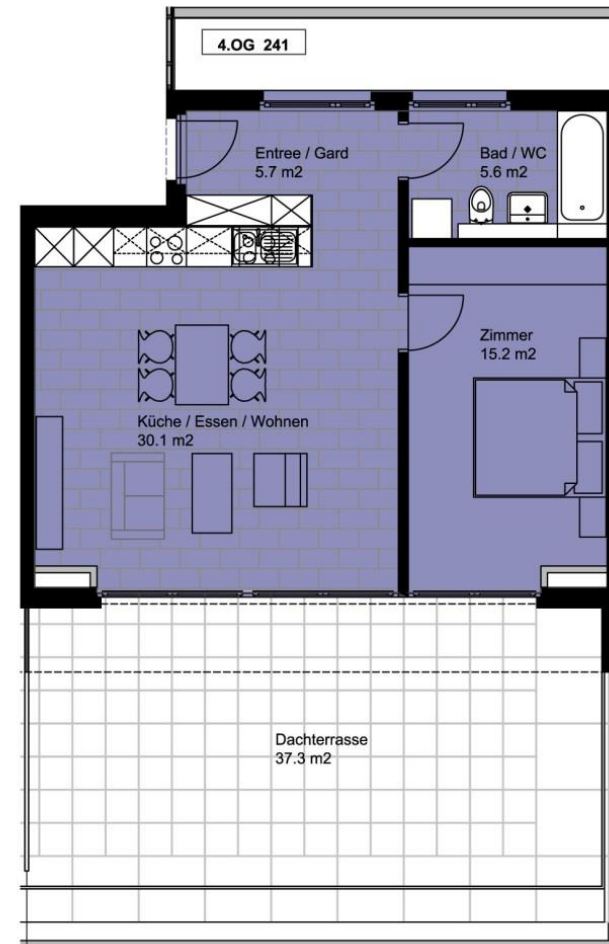 4.OG 241
Entree / Gard
5.7 m2
Bad / WC
5.6 m2
Zimmer
15.2 m2
Küche / Essen / Wohnen
30.1 m2
Dachterrasse
37.3 m2